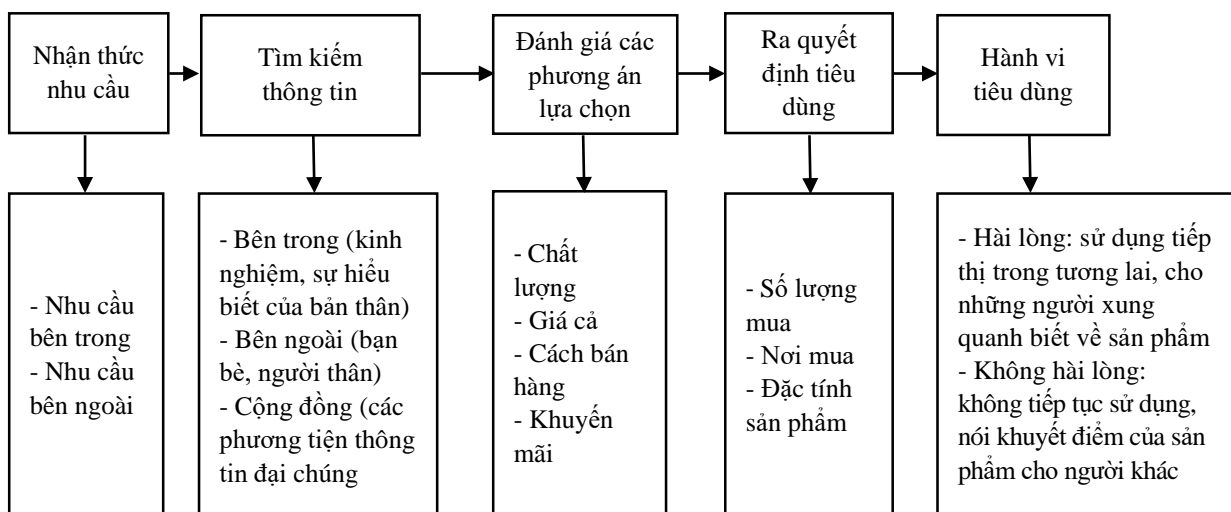 Nhận thức
nhu cầu
Tìm kiếm
thông tin
Đánh giá các
phương án
lựa chọn
Ra quyết
định tiêu
dùng
Hành vi
tiêu dùng
- Nhu cầu
bên trong
- Nhu cầu
bên ngoài
- Bên trong (kinh
nghiệm, sự hiểu
biết của bản thân)
- Bên ngoài (bạn
bè, người thân)
- Cộng đồng (các
phương tiện thông
tin đại chúng
- Chất
lượng
- Giá cả
- Cách bán
hàng
- Khuyến
mãi
- Số lượng
mua
- Nơi mua
- Đặc tính
sản phẩm
- Hài lòng: sử dụng tiếp
thị trong tương lai, cho
những người xung
quanh biết về sản phẩm
- Không hài lòng:
không tiếp tục sử dụng,
nói khuyết điểm của sản
phẩm cho người khác